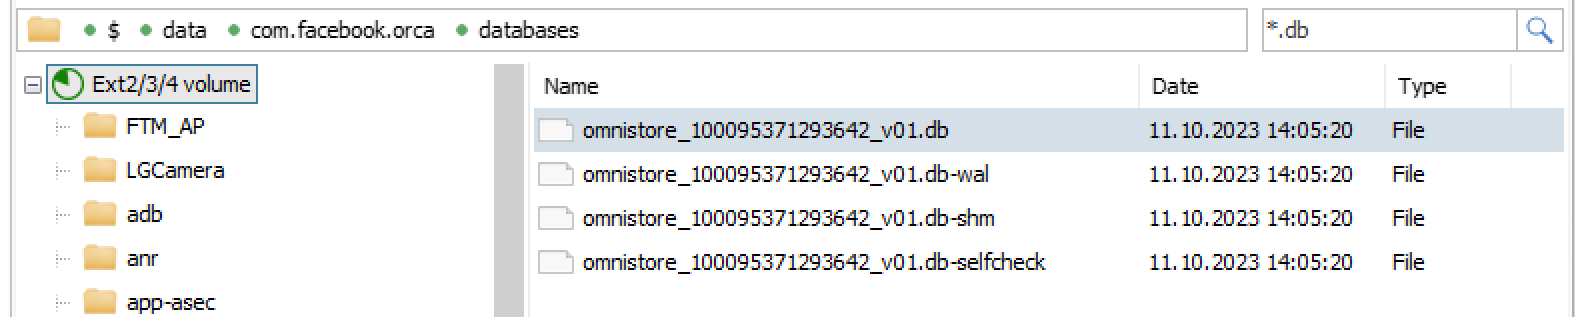 $ data com.facebook.orca databases *.db
Ext2/3/4 volume
FTM_AP
LGCamera
adb
anr
app-asec
Name Date Type
omnistore_100095371293642_v01.db 11.10.2023 14:05:20 File
omnistore_100095371293642_v01.db-wal 11.10.2023 14:05:20 File
omnistore_100095371293642_v01.db-shm 11.10.2023 14:05:20 File
omnistore_100095371293642_v01.db-selfcheck 11.10.2023 14:05:20 File